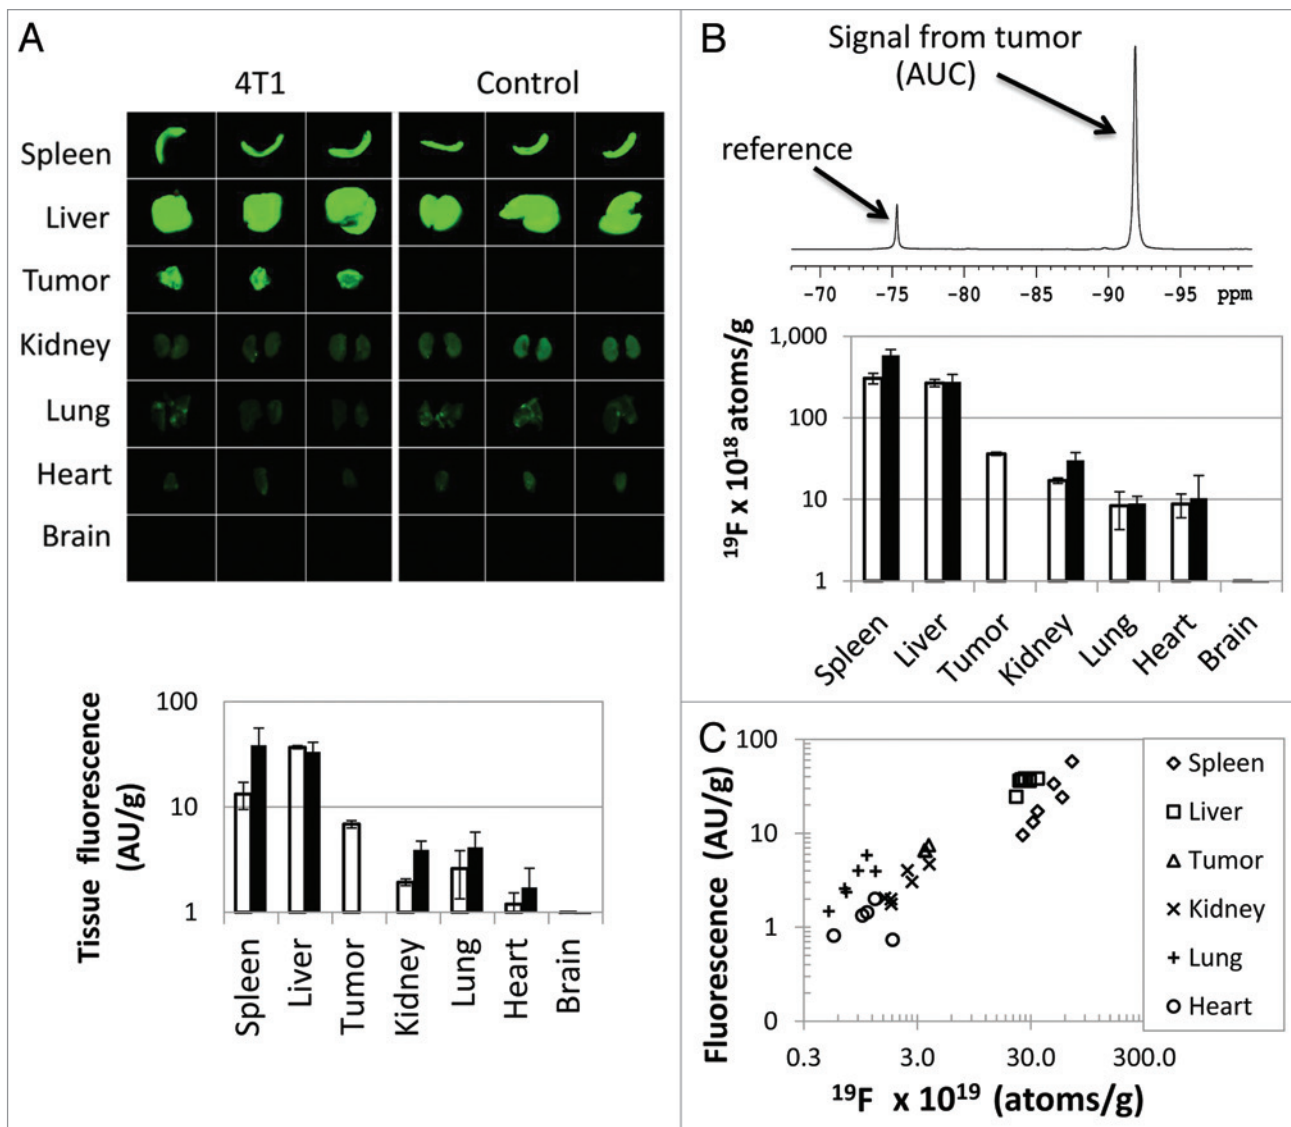 A
4T1 Control
Spleen
Liver
Tumor
Kidney
Lung
Heart
Brain
Tissue fluorescence
(AU/g)
100
10
1
Spleen
Liver
Tumor
Kidney
Lung
Heart
Brain
B
Signal from tumor
(AUC)
reference
-70 -75 -80 -85 -90 -95 ppm
¹⁹F x 10¹⁸ atoms/g
1,000
100
10
1
Spleen
Liver
Tumor
Kidney
Lung
Heart
Brain
C
Fluorescence (AU/g)
100
10
1
0
0.3 3.0 30.0 300.0
¹⁹F x 10¹⁹ (atoms/g)
Spleen
Liver
Tumor
Kidney
Lung
Heart